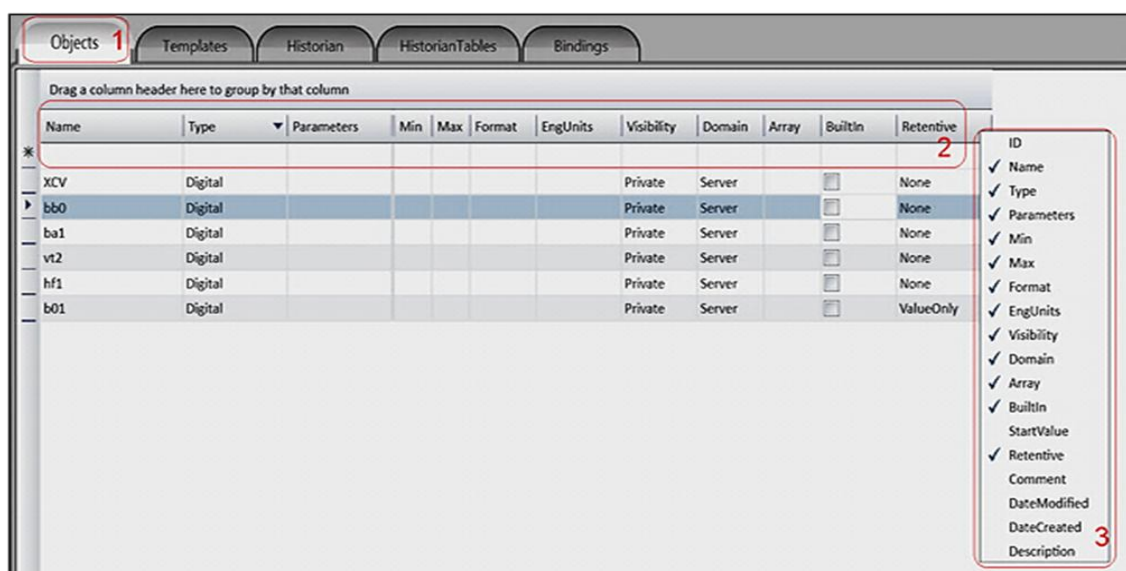 Objects 1 Templates Historian HistorianTables Bindings
Drag a column header here to group by that column
Name Type Parameters Min Max Format EngUnits Visibility Domain Array BuiltIn Retentive
2
XCV Digital Private Server None
bb0 Digital Private Server None
ba1 Digital Private Server None
vt2 Digital Private Server None
hf1 Digital Private Server None
b01 Digital Private Server ValueOnly
ID
Name
Type
Parameters
Min
Max
Format
EngUnits
Visibility
Domain
Array
BuiltIn
StartValue
Retentive
Comment
DateModified
DateCreated
3
Description